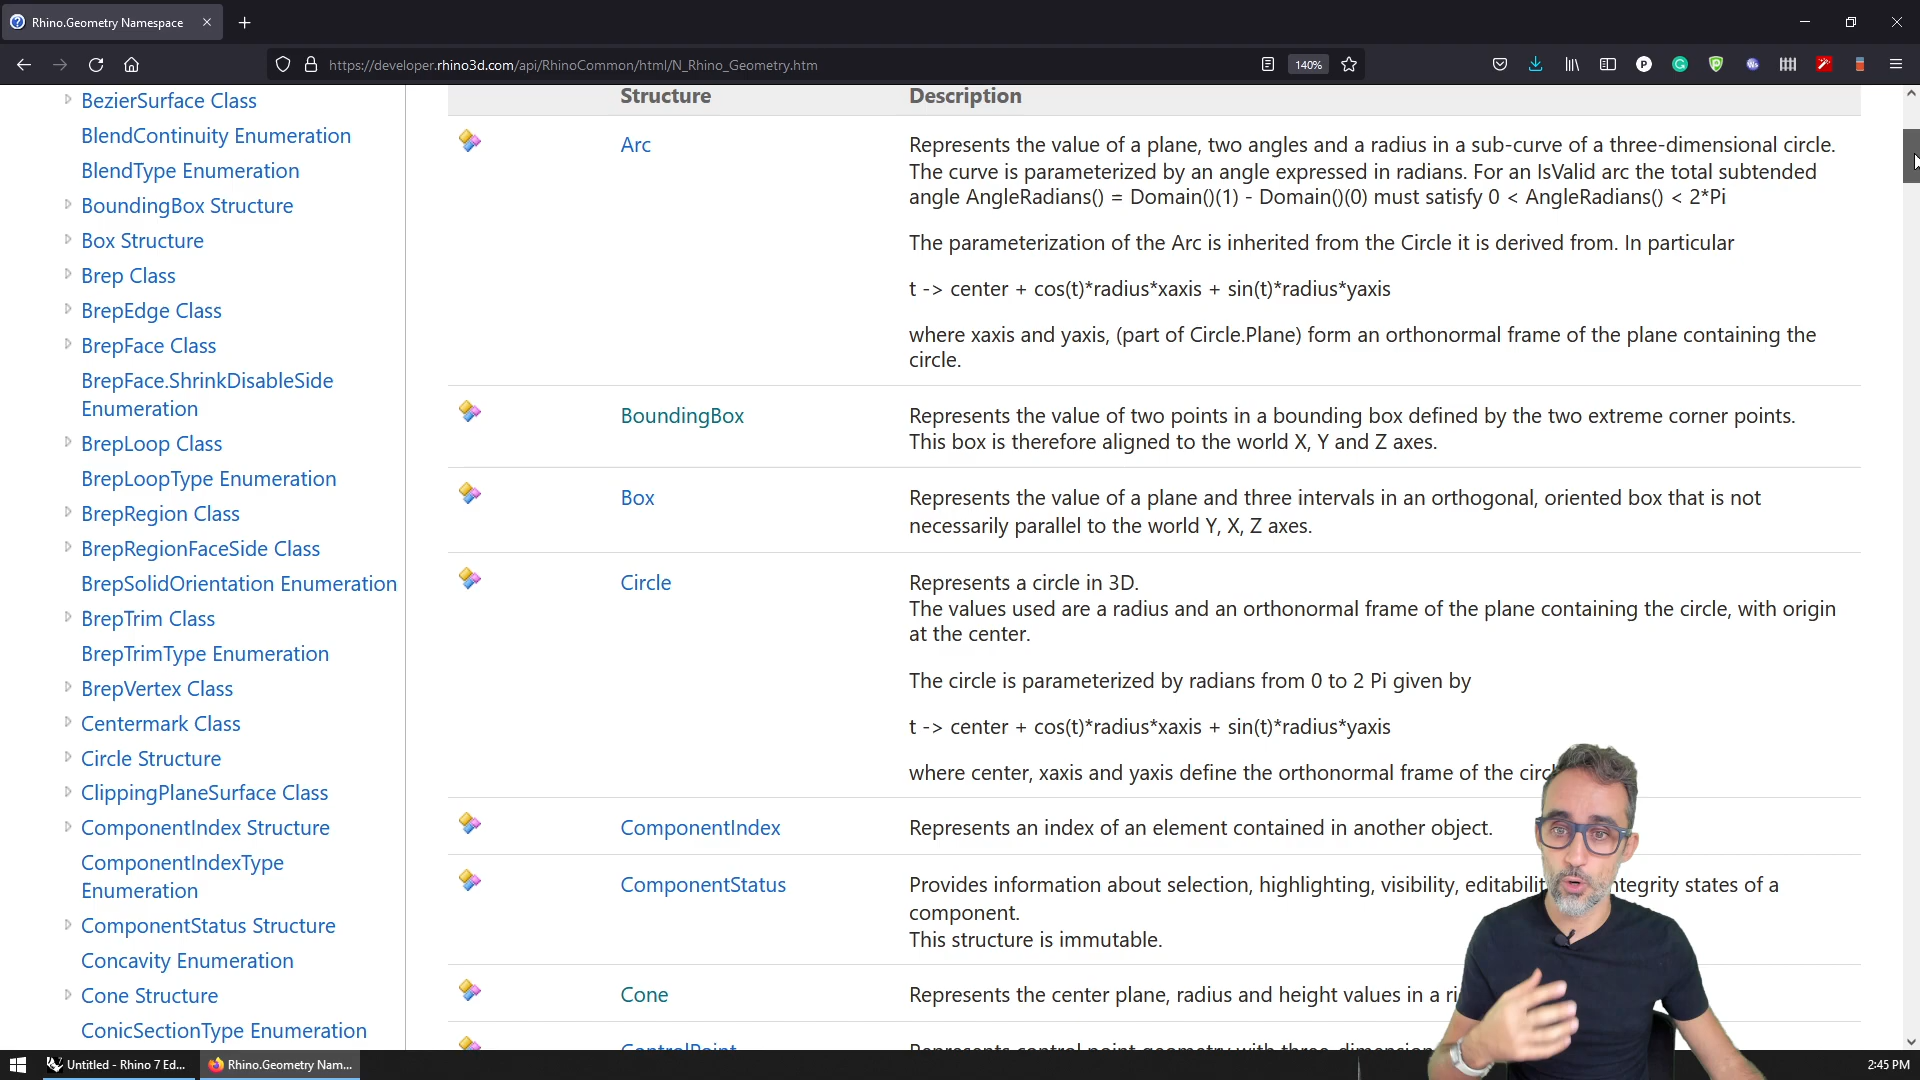 Rhino.Geometry Namespace
https://developer.rhino3d.com/api/RhinoCommon/html/N_Rhino_Geometry.htm
140%
BezierSurface Class
BlendContinuity Enumeration
BlendType Enumeration
BoundingBox Structure
Box Structure
Brep Class
BrepEdge Class
BrepFace Class
BrepFace.ShrinkDisableSide
Enumeration
BrepLoop Class
BrepLoopType Enumeration
BrepRegion Class
BrepRegionFaceSide Class
BrepSolidOrientation Enumeration
BrepTrim Class
BrepTrimType Enumeration
BrepVertex Class
Centermark Class
Circle Structure
ClippingPlaneSurface Class
ComponentIndex Structure
ComponentIndexType
Enumeration
ComponentStatus Structure
Concavity Enumeration
Cone Structure
ConicSectionType Enumeration
Structure
Description
Arc
Represents the value of a plane, two angles and a radius in a sub-curve of a three-dimensional circle.
The curve is parameterized by an angle expressed in radians. For an IsValid arc the total subtended
angle AngleRadians() = Domain()(1) - Domain()(0) must satisfy 0 < AngleRadians() < 2*Pi
The parameterization of the Arc is inherited from the Circle it is derived from. In particular
t -> center + cos(t)*radius*xaxis + sin(t)*radius*yaxis
where xaxis and yaxis, (part of Circle.Plane) form an orthonormal frame of the plane containing the
circle.
BoundingBox
Represents the value of two points in a bounding box defined by the two extreme corner points.
This box is therefore aligned to the world X, Y and Z axes.
Box
Represents the value of a plane and three intervals in an orthogonal, oriented box that is not
necessarily parallel to the world Y, X, Z axes.
Circle
Represents a circle in 3D.
The values used are a radius and an orthonormal frame of the plane containing the circle, with origin
at the center.
The circle is parameterized by radians from 0 to 2 Pi given by
t -> center + cos(t)*radius*xaxis + sin(t)*radius*yaxis
where center, xaxis and yaxis define the orthonormal frame of the
ComponentIndex
Represents an index of an element contained in another object.
ComponentStatus
Provides information about selection, highlighting, visibility, states of a
component.
This structure is immutable.
Cone
Represents the center plane, radius and height values in a
ControlPoint
Represents control point geometry with
Untitled - Rhino 7 Ed...
Rhino.Geometry Nam...
2:45 PM